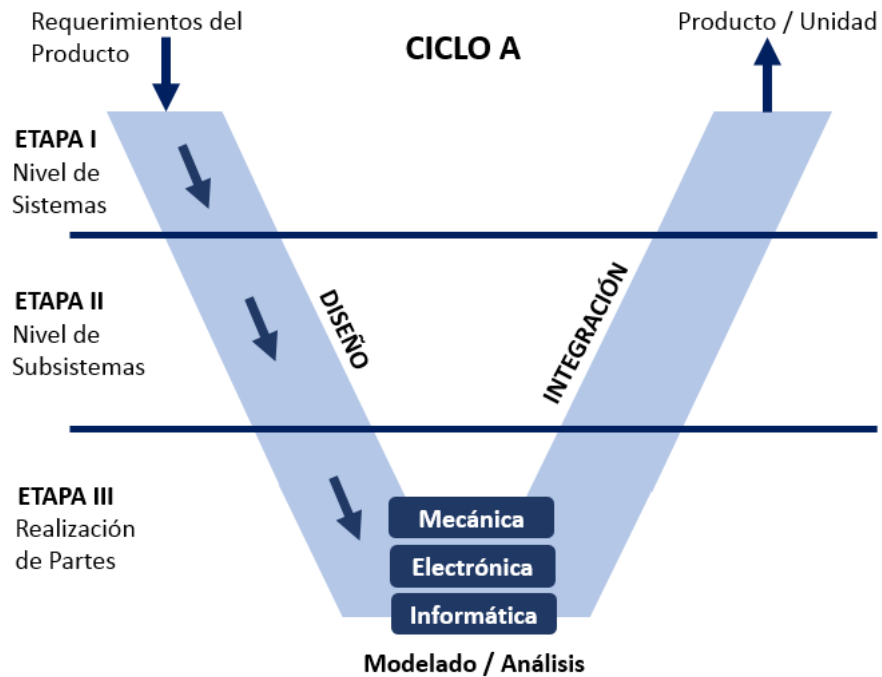 Requerimientos del
Producto
CICLO A
Producto / Unidad
ETAPA I
Nivel de
Sistemas
ETAPA II
Nivel de
Subsistemas
DISEÑO
INTEGRACIÓN
ETAPA III
Realización
de Partes
Mecánica
Electrónica
Informática
Modelado / Análisis